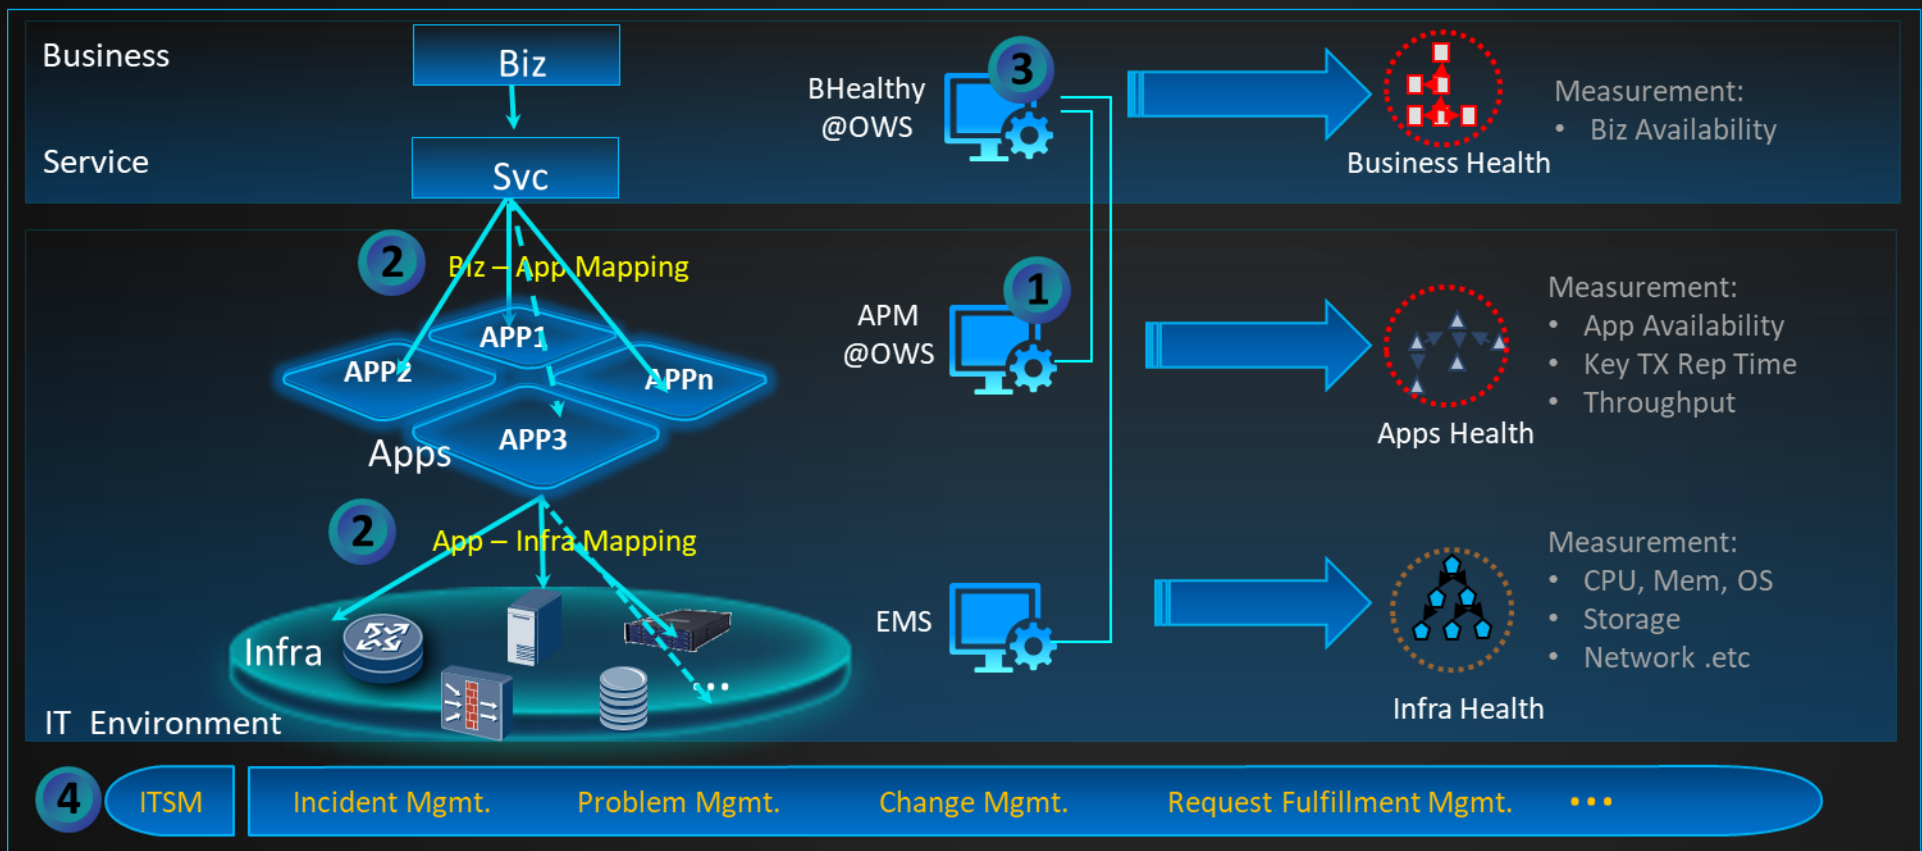 Business
Biz
Service
Svc
BHealthy
@OWS
3
Business Health
Measurement:
• Biz Availability
2
Biz – App Mapping
APP1
APP2
APPn
APP3
Apps
APM
@OWS
1
Apps Health
Measurement:
• App Availability
• Key TX Rep Time
• Throughput
2
App – Infra Mapping
Infra
...
IT Environment
EMS
Infra Health
Measurement:
• CPU, Mem, OS
• Storage
• Network .etc
4
ITSM
Incident Mgmt.
Problem Mgmt.
Change Mgmt.
Request Fulfillment Mgmt.
...